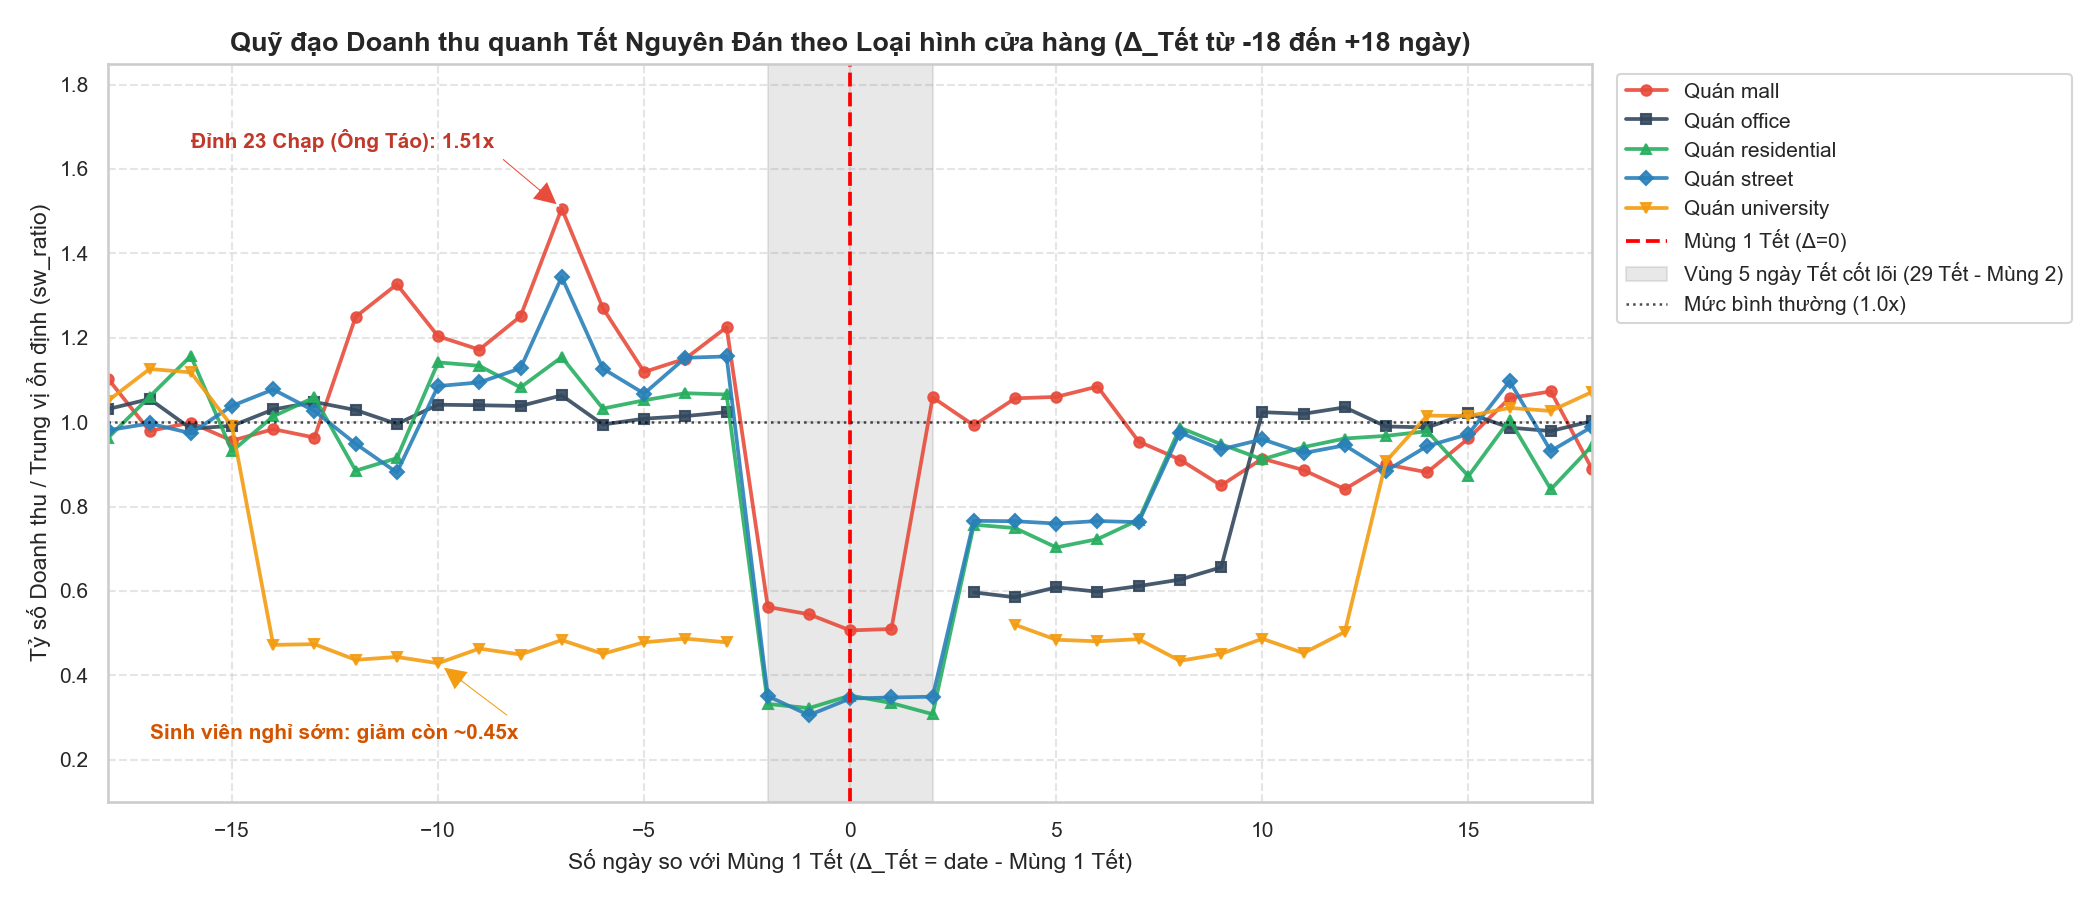 Quỹ đạo Doanh thu quanh Tết Nguyên Đán theo Loại hình cửa hàng (Δ_Tết từ -18 đến +18 ngày)
Tỷ số Doanh thu / Trung vị ổn định (sw_ratio)
1.8
1.6
1.4
1.2
1.0
0.8
0.6
0.4
0.2
Đỉnh 23 Chạp (Ông Táo): 1.51x
Sinh viên nghỉ sớm: giảm còn ~0.45x
−15
−10
−5
0
5
10
15
Số ngày so với Mùng 1 Tết (Δ_Tết = date - Mùng 1 Tết)
Quán mall
Quán office
Quán residential
Quán street
Quán university
Mùng 1 Tết (Δ=0)
Vùng 5 ngày Tết cốt lõi (29 Tết - Mùng 2)
Mức bình thường (1.0x)